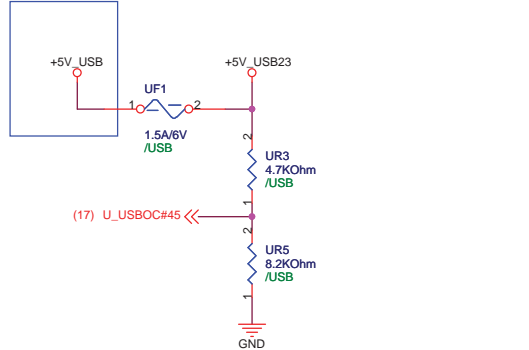 +5V_USB
+5V_USB23
UF1
1 2
1.5A/6V
/USB
2
UR3
4.7KOhm
/USB
1
(17) U_USBOC#45
2
UR5
8.2KOhm
/USB
1
GND